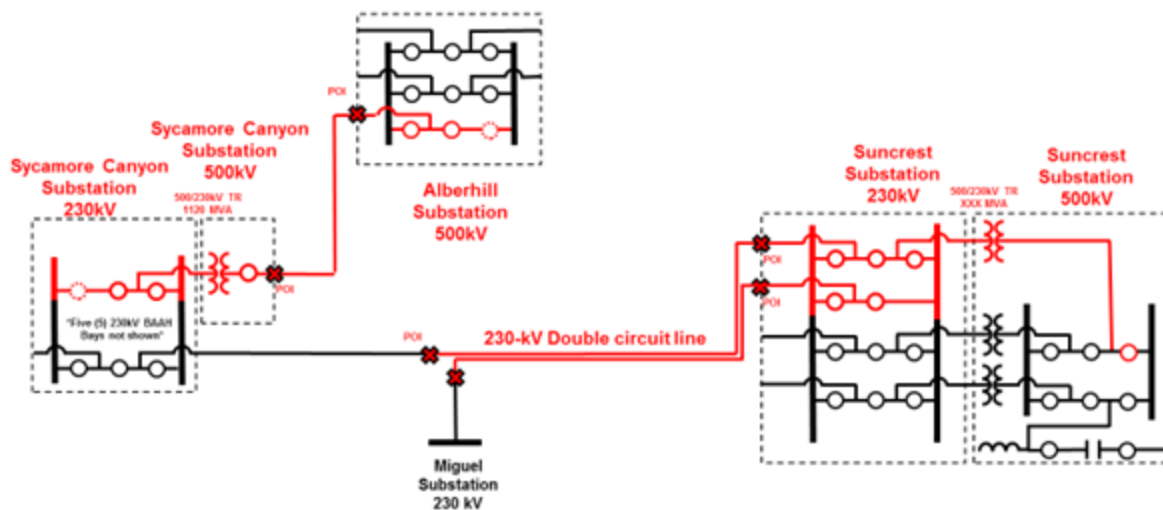 POI
Sycamore Canyon
Substation
500kV
Sycamore Canyon
Substation
230kV
500/230kV TR
1120 MVA
Alberhill
Substation
500kV
Suncrest
Substation
230kV
500/230kV TR
XXX MVA
Suncrest
Substation
500kV
POI
POI
POI
"Five (5) 230kV BAAH
Bays not shown"
POI
230-kV Double circuit line
Miguel
Substation
230 kV